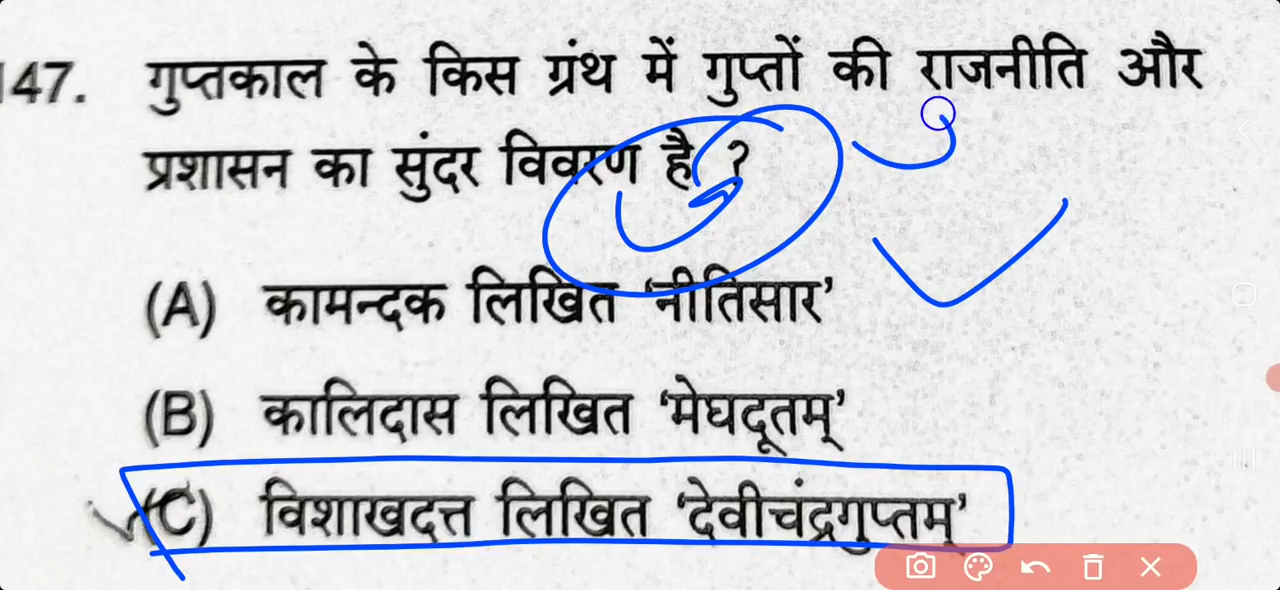 147. गुप्तकाल के किस ग्रंथ में गुप्तों की राजनीति और
प्रशासन का सुंदर विवरण है ?
(A) कामन्दक लिखित 'नीतिसार'
(B) कालिदास लिखित 'मेघदूतम्'
(C) विशाखदत्त लिखित 'देवीचंद्रगुप्तम्'